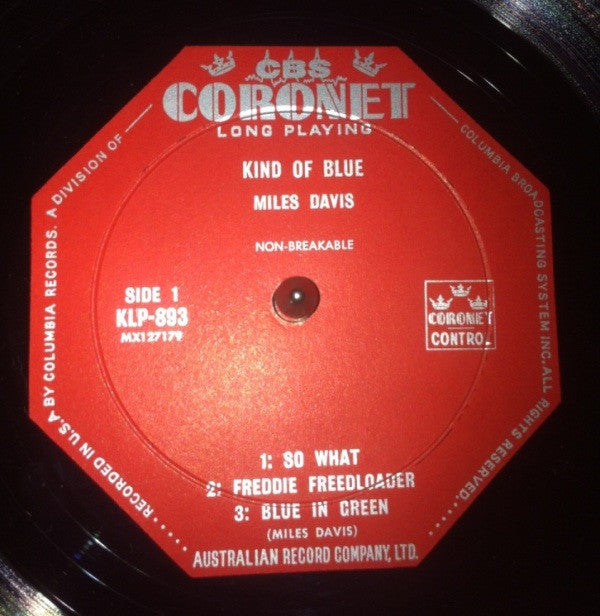 CBS
CORONET
LONG PLAYING
KIND OF BLUE
MILES DAVIS
NON-BREAKABLE
SIDE 1
KLP-893
MX127179
CORONET
CONTROL
1: SO WHAT
2: FREDDIE FREEDLOADER
3: BLUE IN GREEN
(MILES DAVIS)
AUSTRALIAN RECORD COMPANY, LTD.
RECORDED IN U.S.A BY COLUMBIA RECORDS. A DIVISION OF
COLUMBIA BROADCASTING SYSTEM INC. ALL RIGHTS RESERVED.....